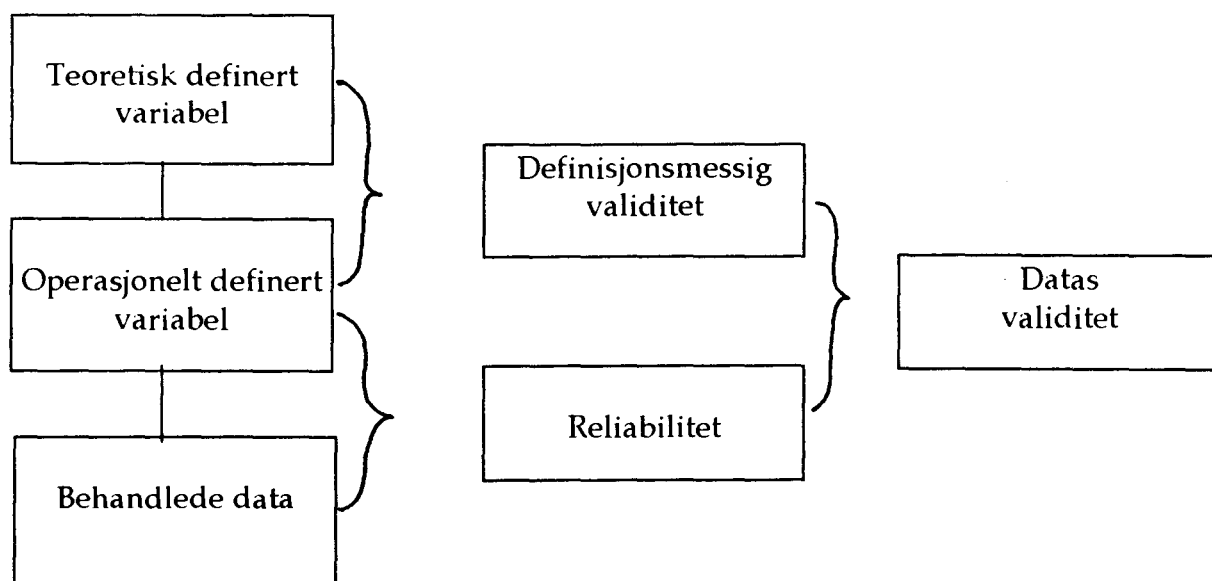 Teoretisk definert
variabel
Operasjonelt definert
variabel
Behandlede data
Definisjonsmessig
validitet
Reliabilitet
Datas
validitet